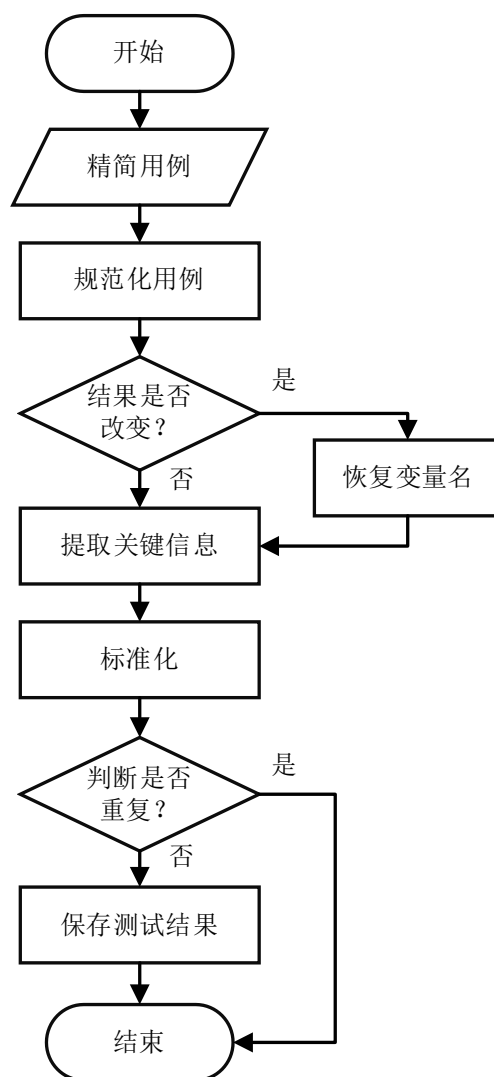 开始
精简用例
规范化用例
结果是否
改变？
是
否
恢复变量名
提取关键信息
标准化
判断是否
重复？
是
否
保存测试结果
结束